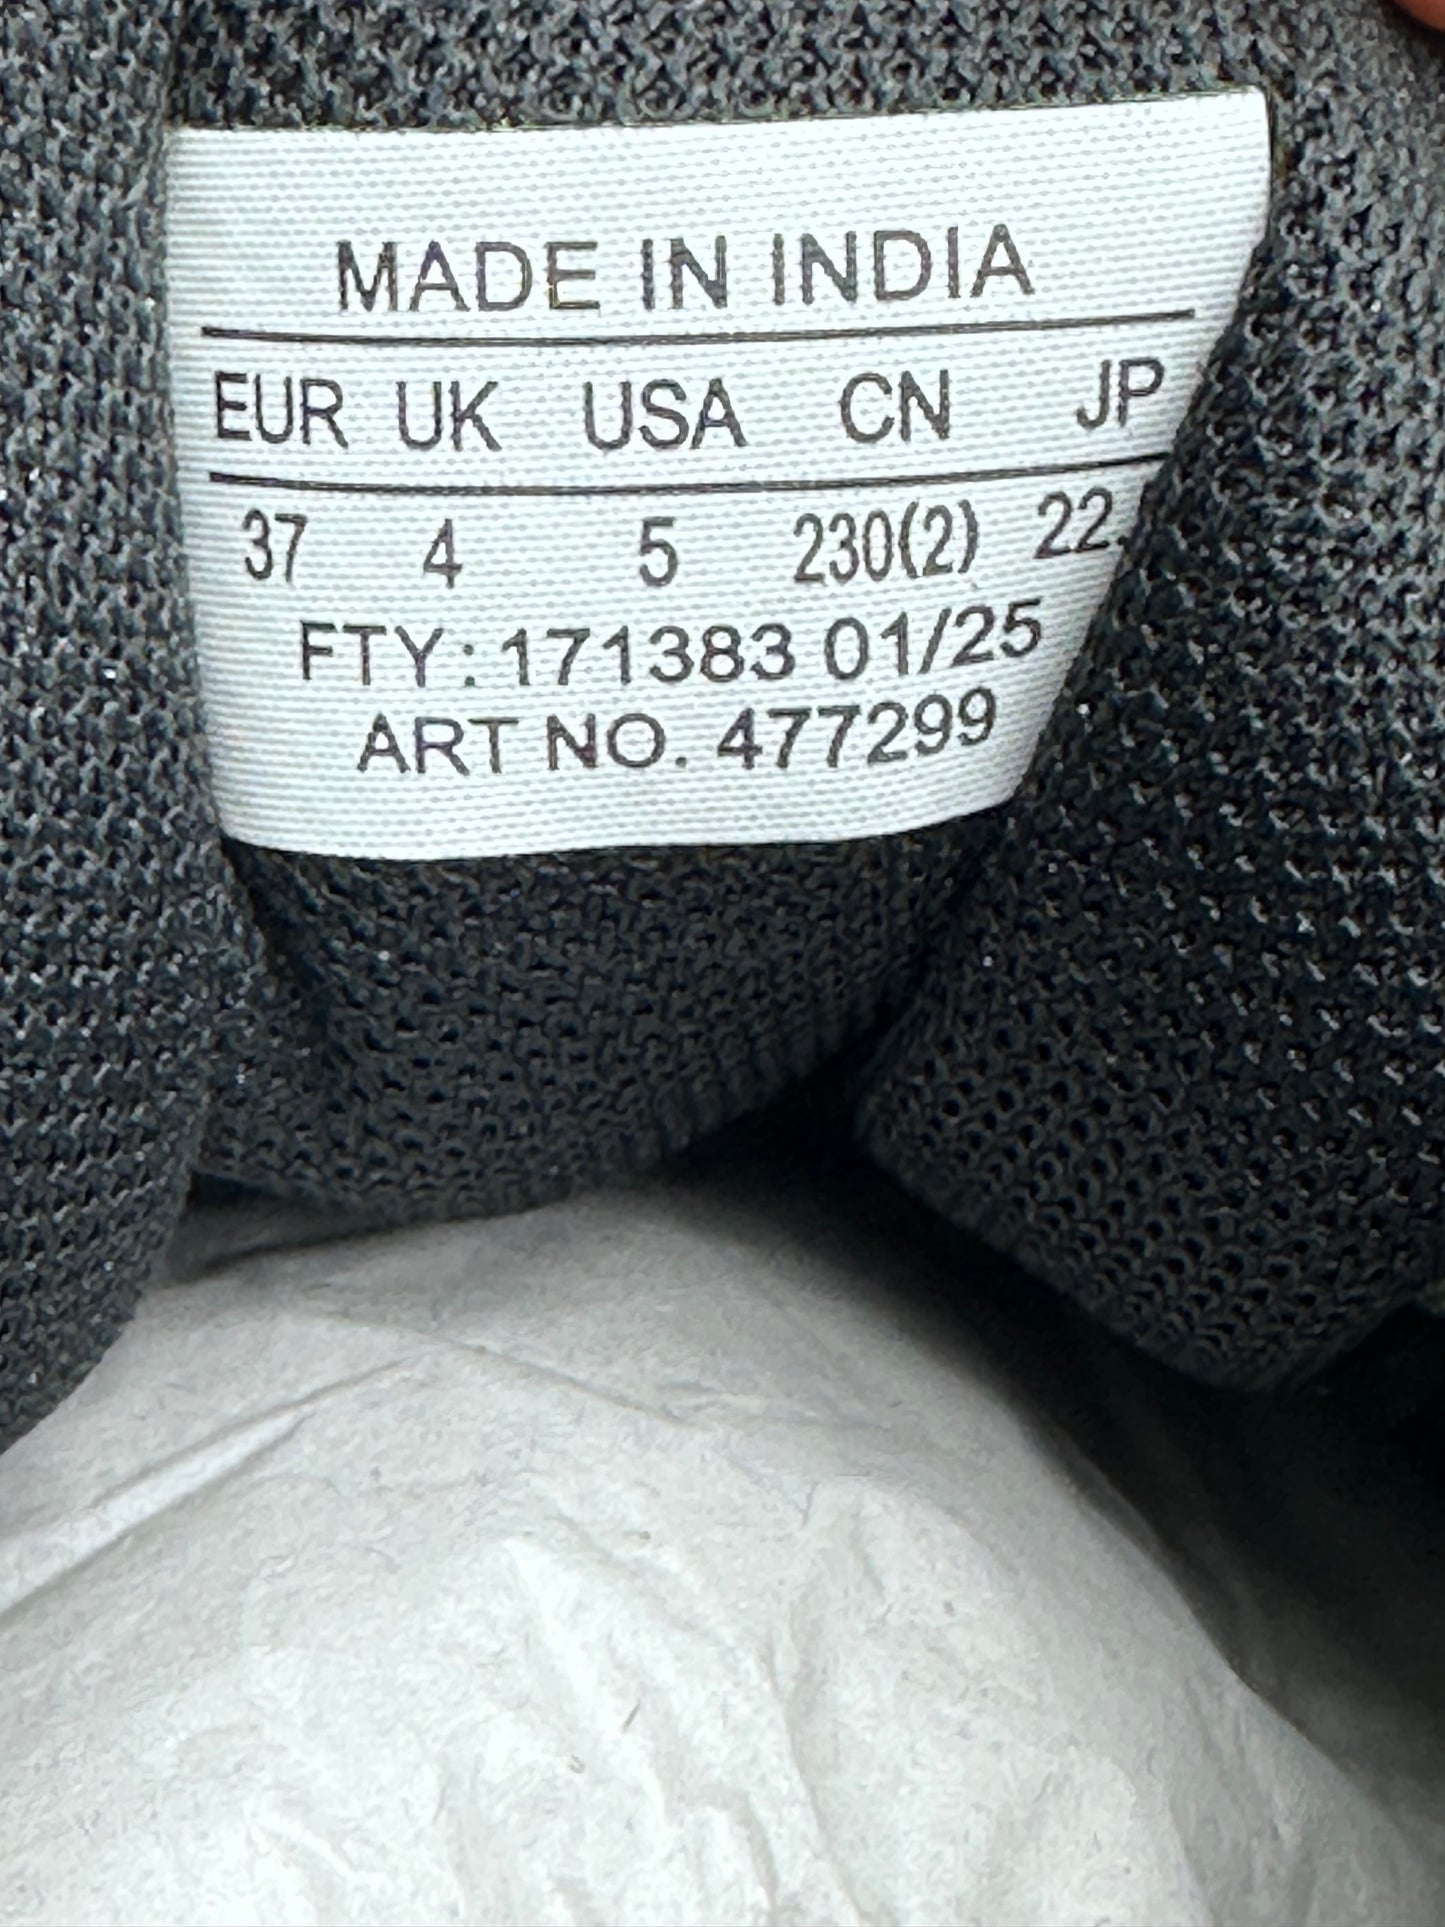 MADE IN INDIA
EUR UK USA CN JP
37 4 5 230(2) 22.
FTY: 171383 01/25
ART NO. 477299